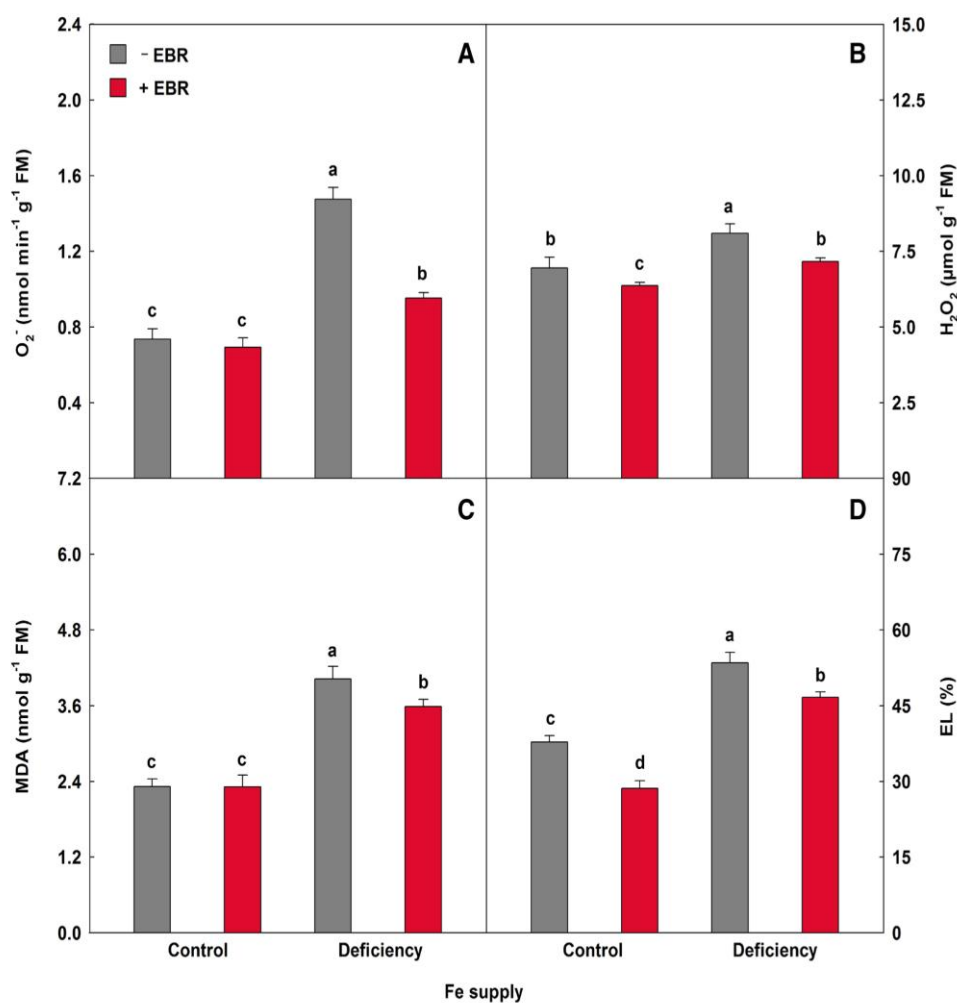 2.4
2.0
1.6
1.2
0.8
0.4
7.2
O₂⁻ (nmol min⁻¹ g⁻¹ FM)
− EBR
+ EBR
A
c
c
a
b
B
b
c
a
b
15.0
12.5
10.0
7.5
5.0
2.5
90
H₂O₂ (µmol g⁻¹ FM)
6.0
4.8
3.6
2.4
1.2
0.0
MDA (nmol g⁻¹ FM)
C
c
c
a
b
D
c
d
a
b
75
60
45
30
15
0
EL (%)
Control
Deficiency
Control
Deficiency
Fe supply